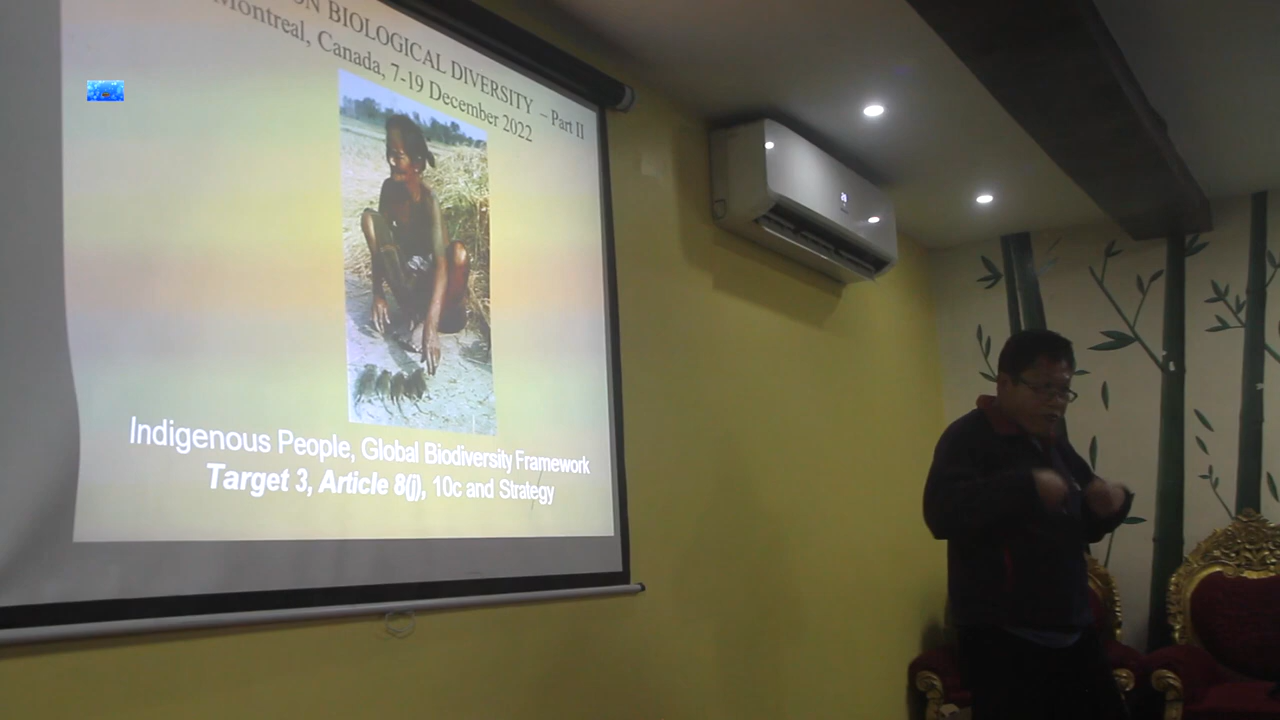 ON BIOLOGICAL DIVERSITY – Part II
Montreal, Canada, 7-19 December 2022
Indigenous People, Global Biodiversity Framework
Target 3, Article 8(j), 10c and Strategy